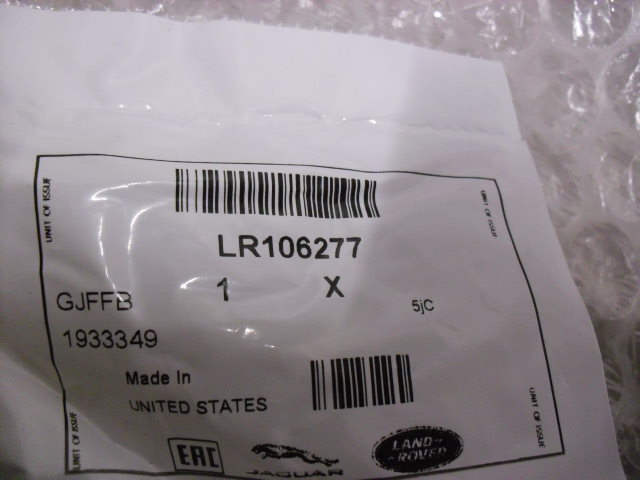 UNIT OF ISSUE
UNIT OF ISSUE
LR106277
1 X
GJFFB
5jC
1933349
Made In
UNITED STATES
UNIT OF ISSUE
UNIT OF ISSUE
EAC
JAGUAR
LAND-
ROVER